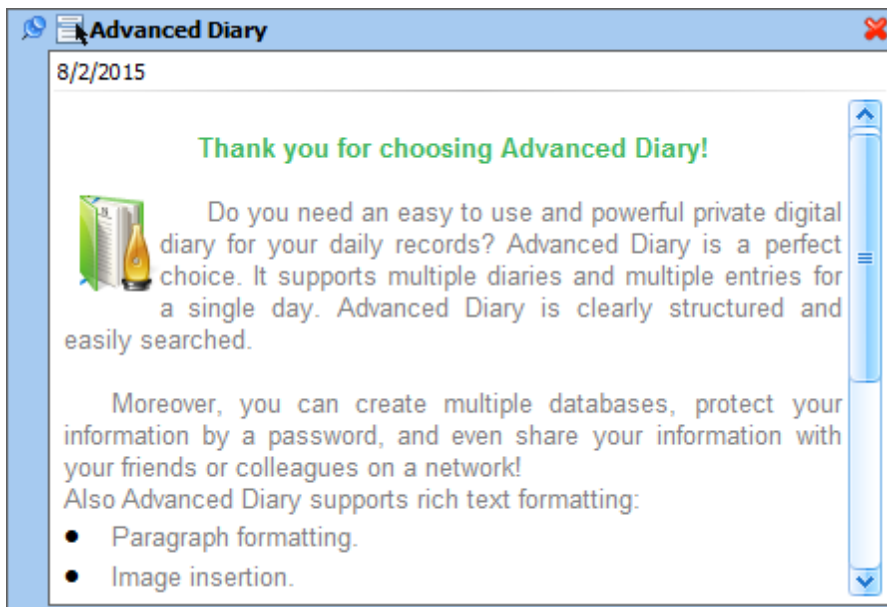 Advanced Diary
8/2/2015
Thank you for choosing Advanced Diary!
Do you need an easy to use and powerful private digital
diary for your daily records? Advanced Diary is a perfect
choice. It supports multiple diaries and multiple entries for
a single day. Advanced Diary is clearly structured and
easily searched.
Moreover, you can create multiple databases, protect your
information by a password, and even share your information with
your friends or colleagues on a network!
Also Advanced Diary supports rich text formatting:
● Paragraph formatting.
● Image insertion.